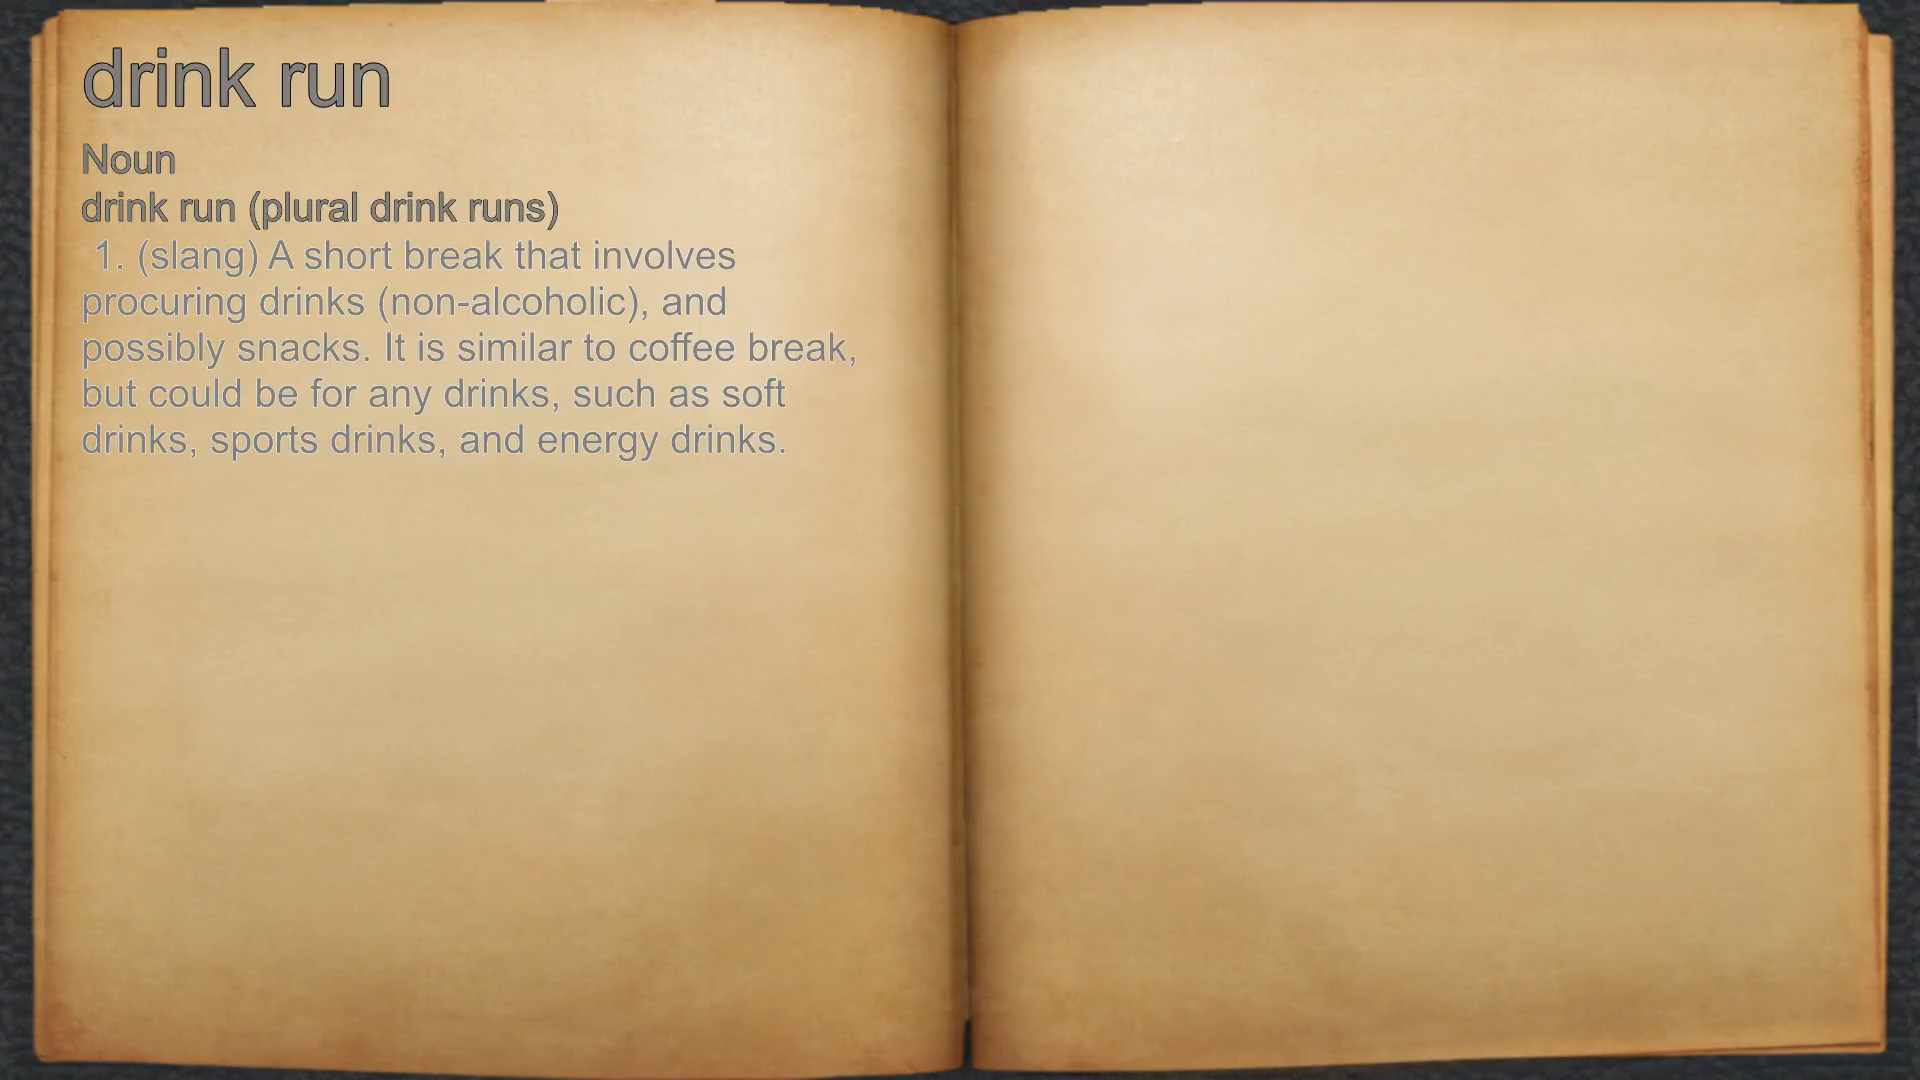 drink run
Noun
drink run (plural drink runs)
1. (slang) A short break that involves
procuring drinks (non-alcoholic), and
possibly snacks. It is similar to coffee break,
but could be for any drinks, such as soft
drinks, sports drinks, and energy drinks.